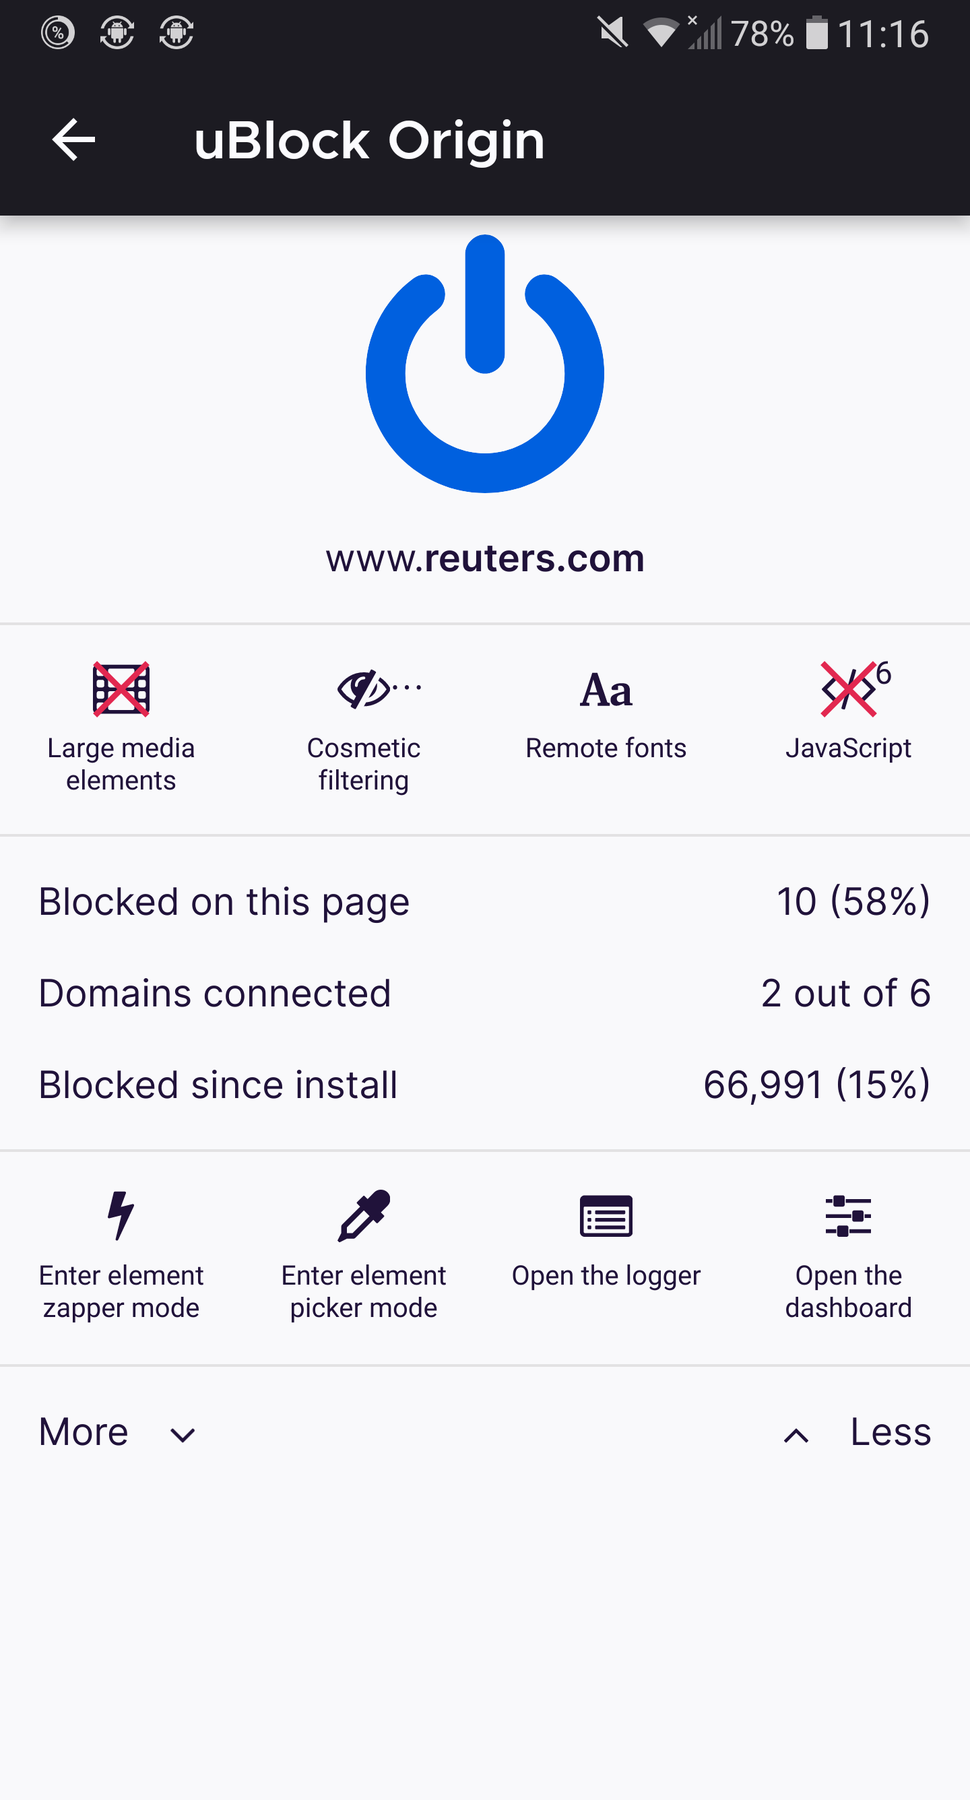 78% 11:16
uBlock Origin
www.reuters.com
Large media
elements
Cosmetic
filtering
Aa
Remote fonts
6
JavaScript
Blocked on this page 10 (58%)
Domains connected 2 out of 6
Blocked since install 66,991 (15%)
Enter element
zapper mode
Enter element
picker mode
Open the logger
Open the
dashboard
More Less